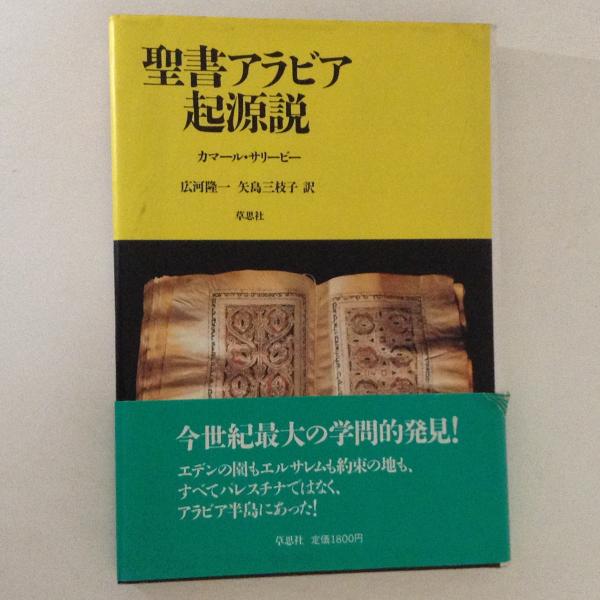 聖書アラビア
起源説
カマール・サリービー
広河隆一 矢島三枝子 訳
草思社
今世紀最大の学問的発見!
エデンの園もエルサレムも約束の地も、
すべてパレスチナではなく、
アラビア半島にあった!
草思社 定価1800円